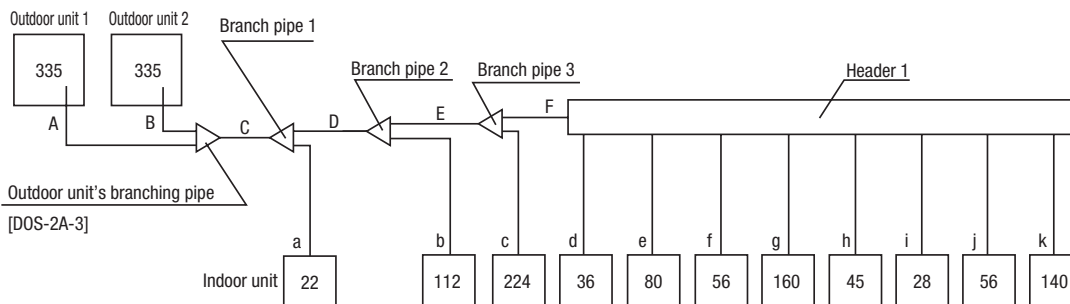 Outdoor unit 1
Outdoor unit 2
Branch pipe 1
335
335
Branch pipe 2
Branch pipe 3
Header 1
A
B
C
D
E
F
Outdoor unit's branching pipe
[DOS-2A-3]
a
b
c
d
e
f
g
h
i
j
k
Indoor unit
22
112
224
36
80
56
160
45
28
56
140